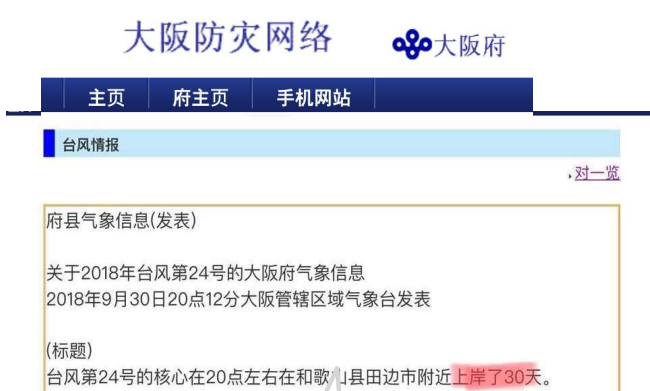 大阪防灾网络
大阪府
主页 府主页 手机网站
台风情报
对一览
府县气象信息(发表)
关于2018年台风第24号的大阪府气象信息
2018年9月30日20点12分大阪管辖区域气象台发表
(标题)
台风第24号的核心在20点左右在和歌山县田边市附近上岸了30天。